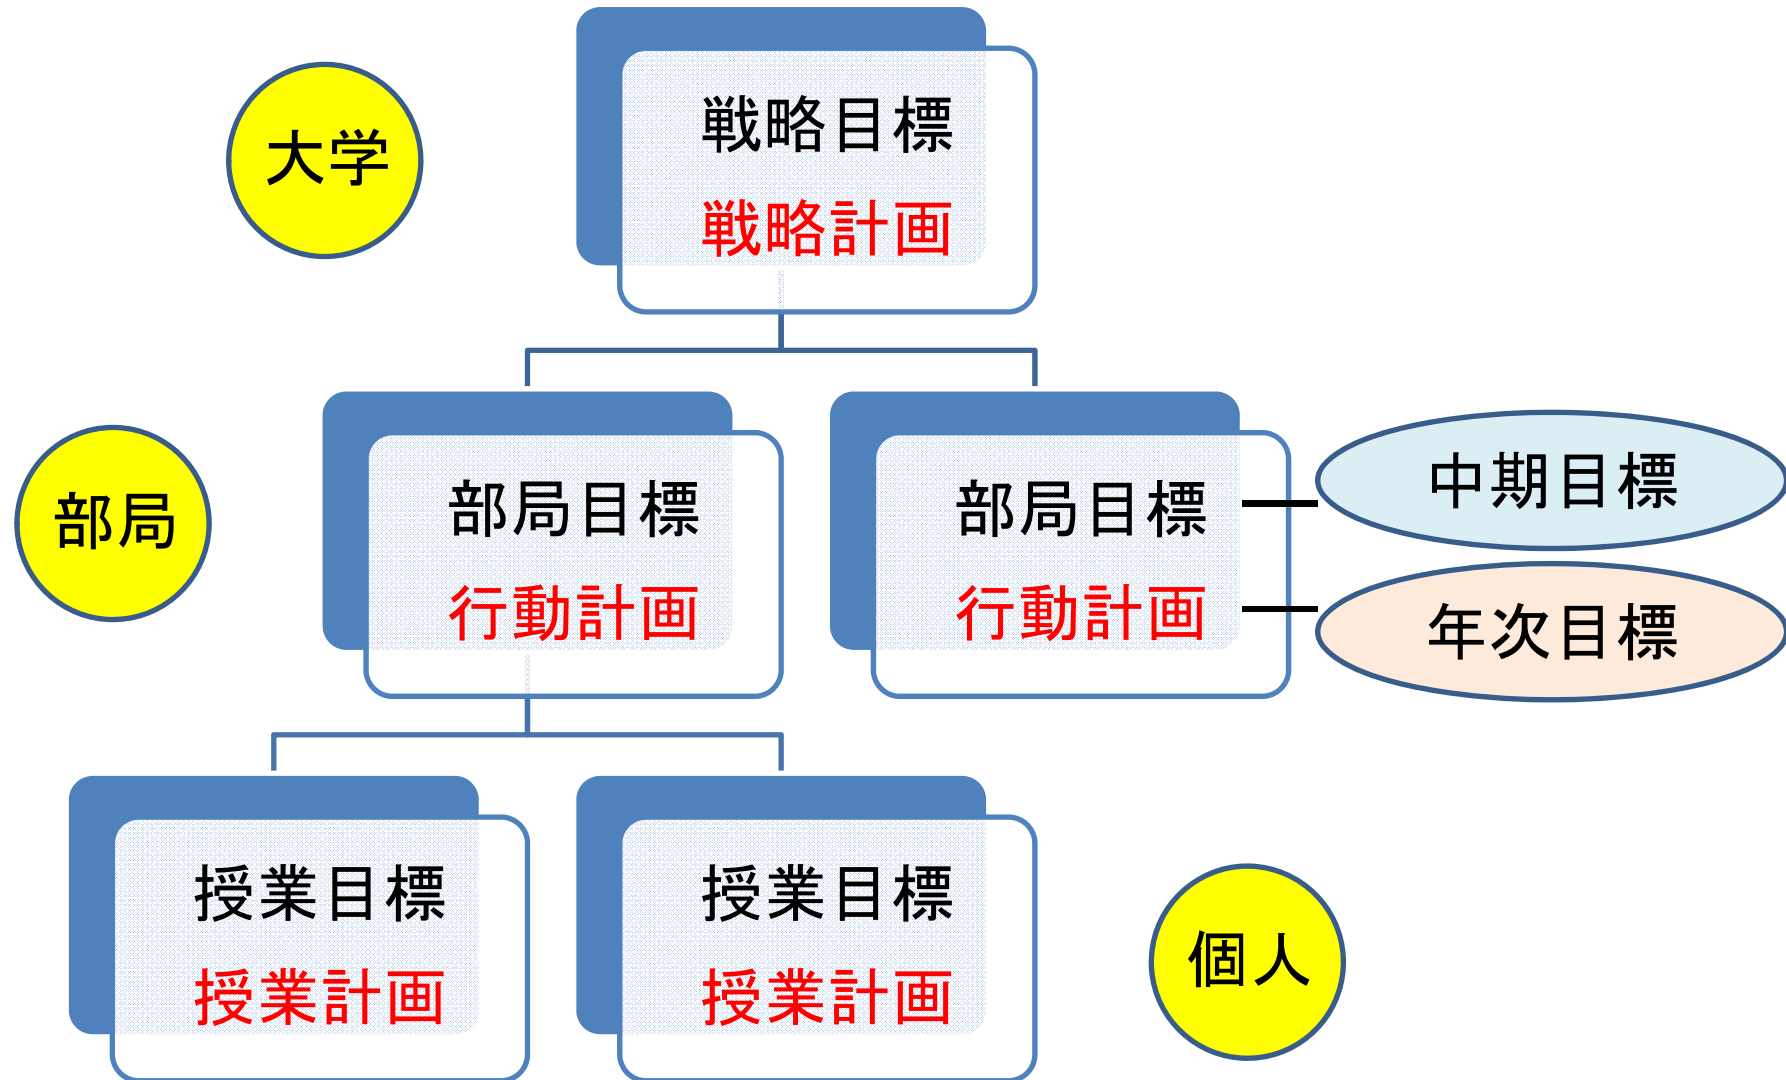 大学
戦略目標
戦略計画
部局
部局目標
行動計画
部局目標
行動計画
中期目標
年次目標
授業目標
授業計画
授業目標
授業計画
個人